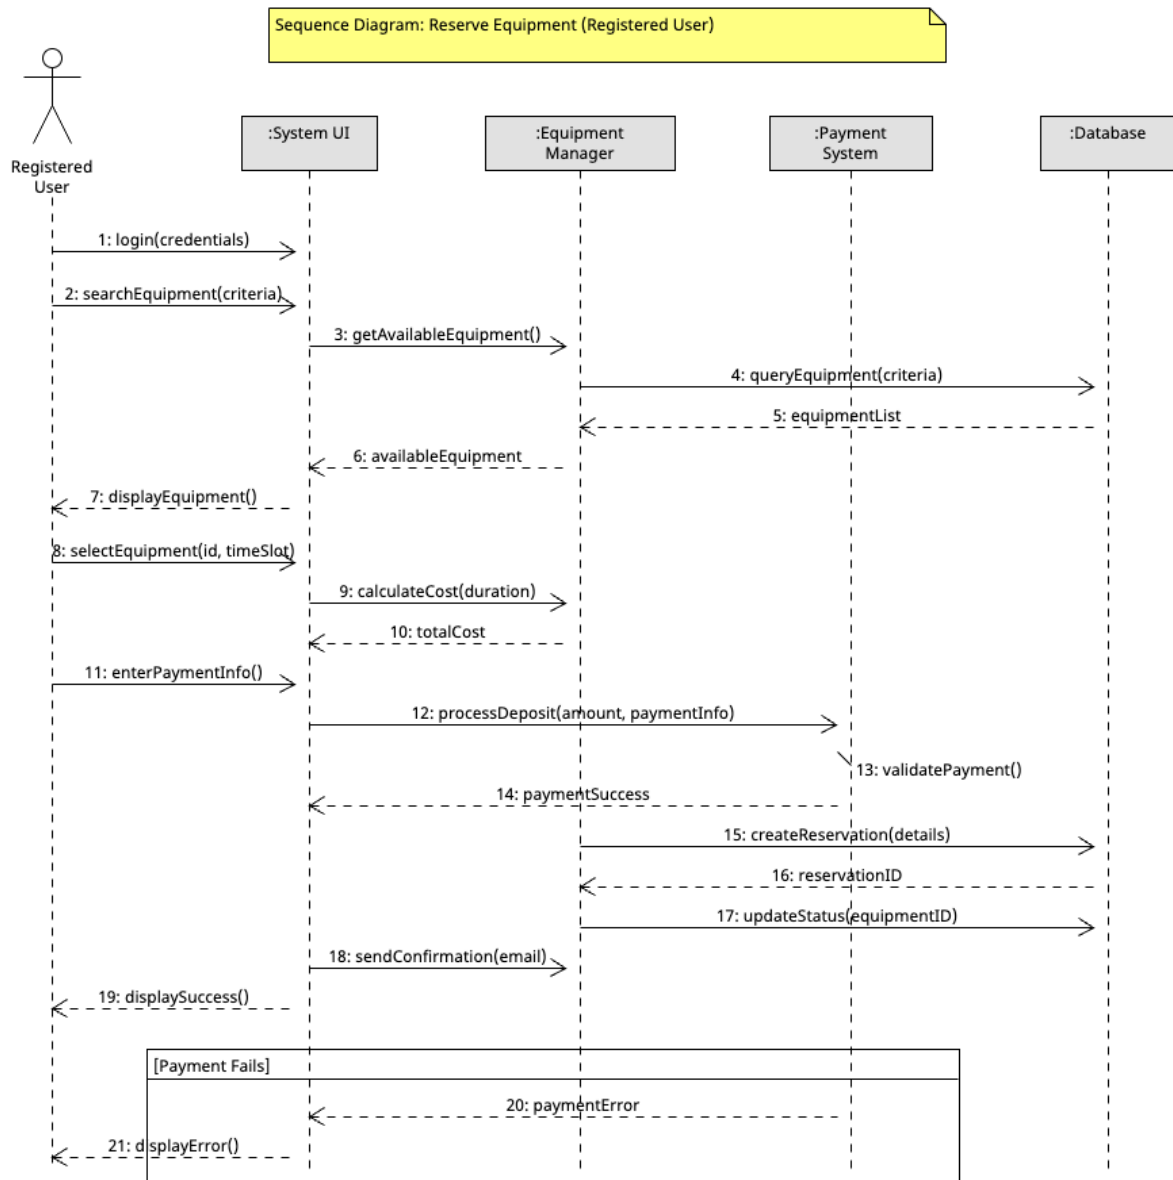 Sequence Diagram: Reserve Equipment (Registered User)
Registered
User
:System UI
:Equipment
Manager
:Payment
System
:Database
1: login(credentials)
2: searchEquipment(criteria)
3: getAvailableEquipment()
4: queryEquipment(criteria)
5: equipmentList
6: availableEquipment
7: displayEquipment()
8: selectEquipment(id, timeSlot)
9: calculateCost(duration)
10: totalCost
11: enterPaymentInfo()
12: processDeposit(amount, paymentInfo)
13: validatePayment()
14: paymentSuccess
15: createReservation(details)
16: reservationID
17: updateStatus(equipmentID)
18: sendConfirmation(email)
19: displaySuccess()
[Payment Fails]
20: paymentError
21: displayError()